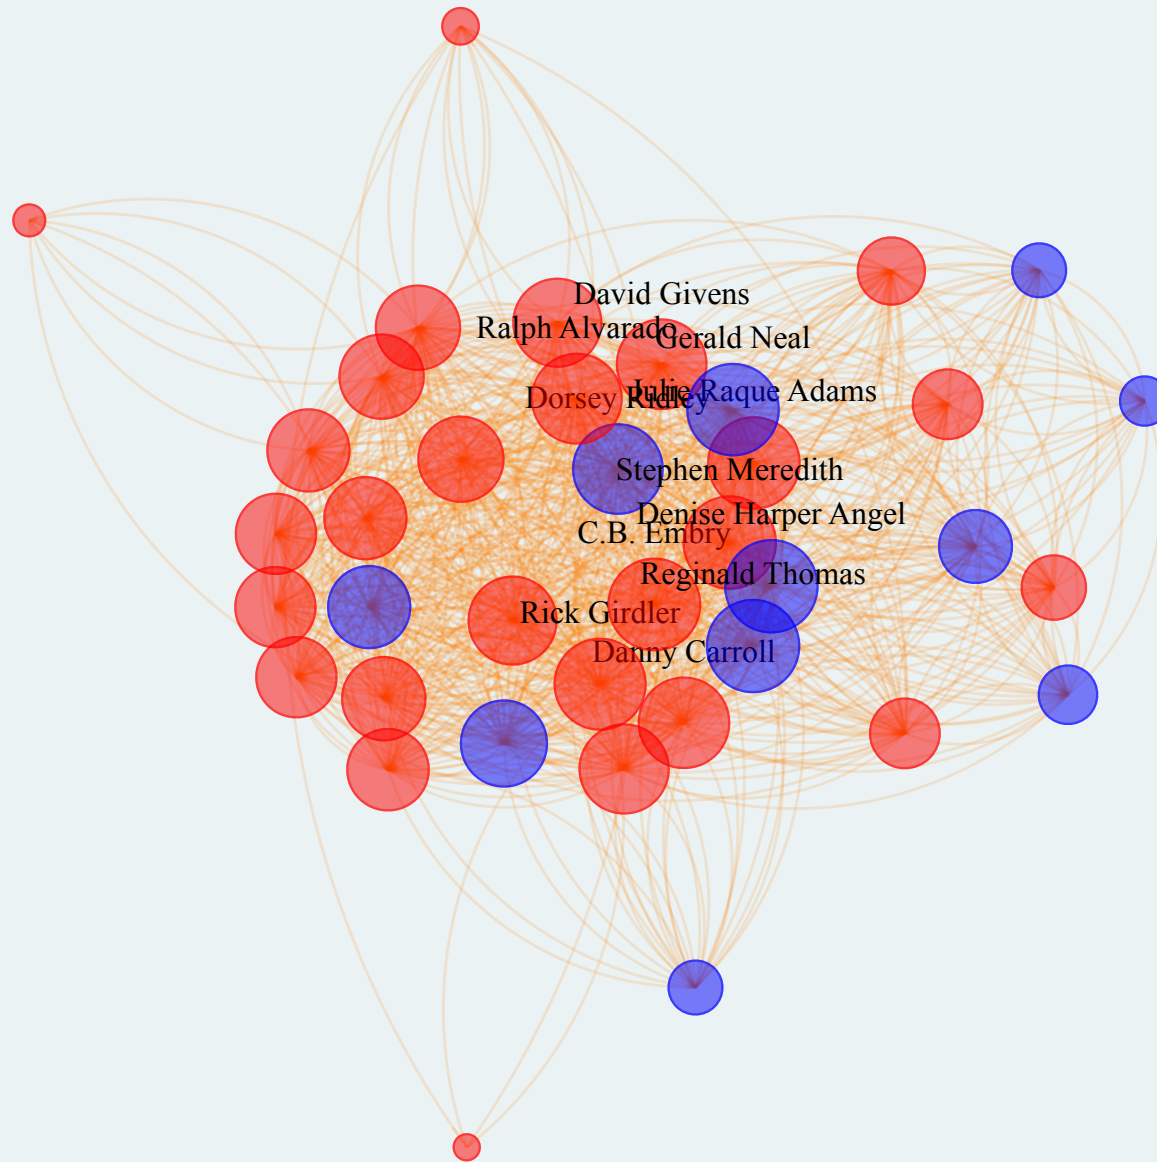 David Givens
Ralph Alvarado
Gerald Neal
Julie Raque Adams
Dorsey Ridley
Stephen Meredith
Denise Harper Angel
C.B. Embry
Reginald Thomas
Rick Girdler
Danny Carroll